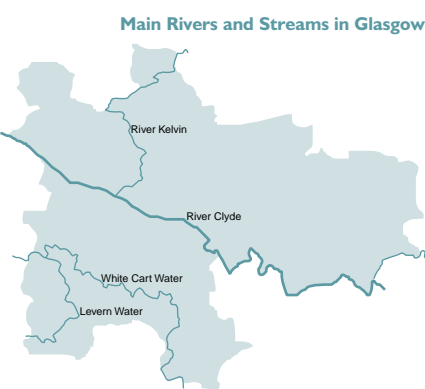 Main Rivers and Streams in Glasgow
River Kelvin
River Clyde
White Cart Water
Levern Water